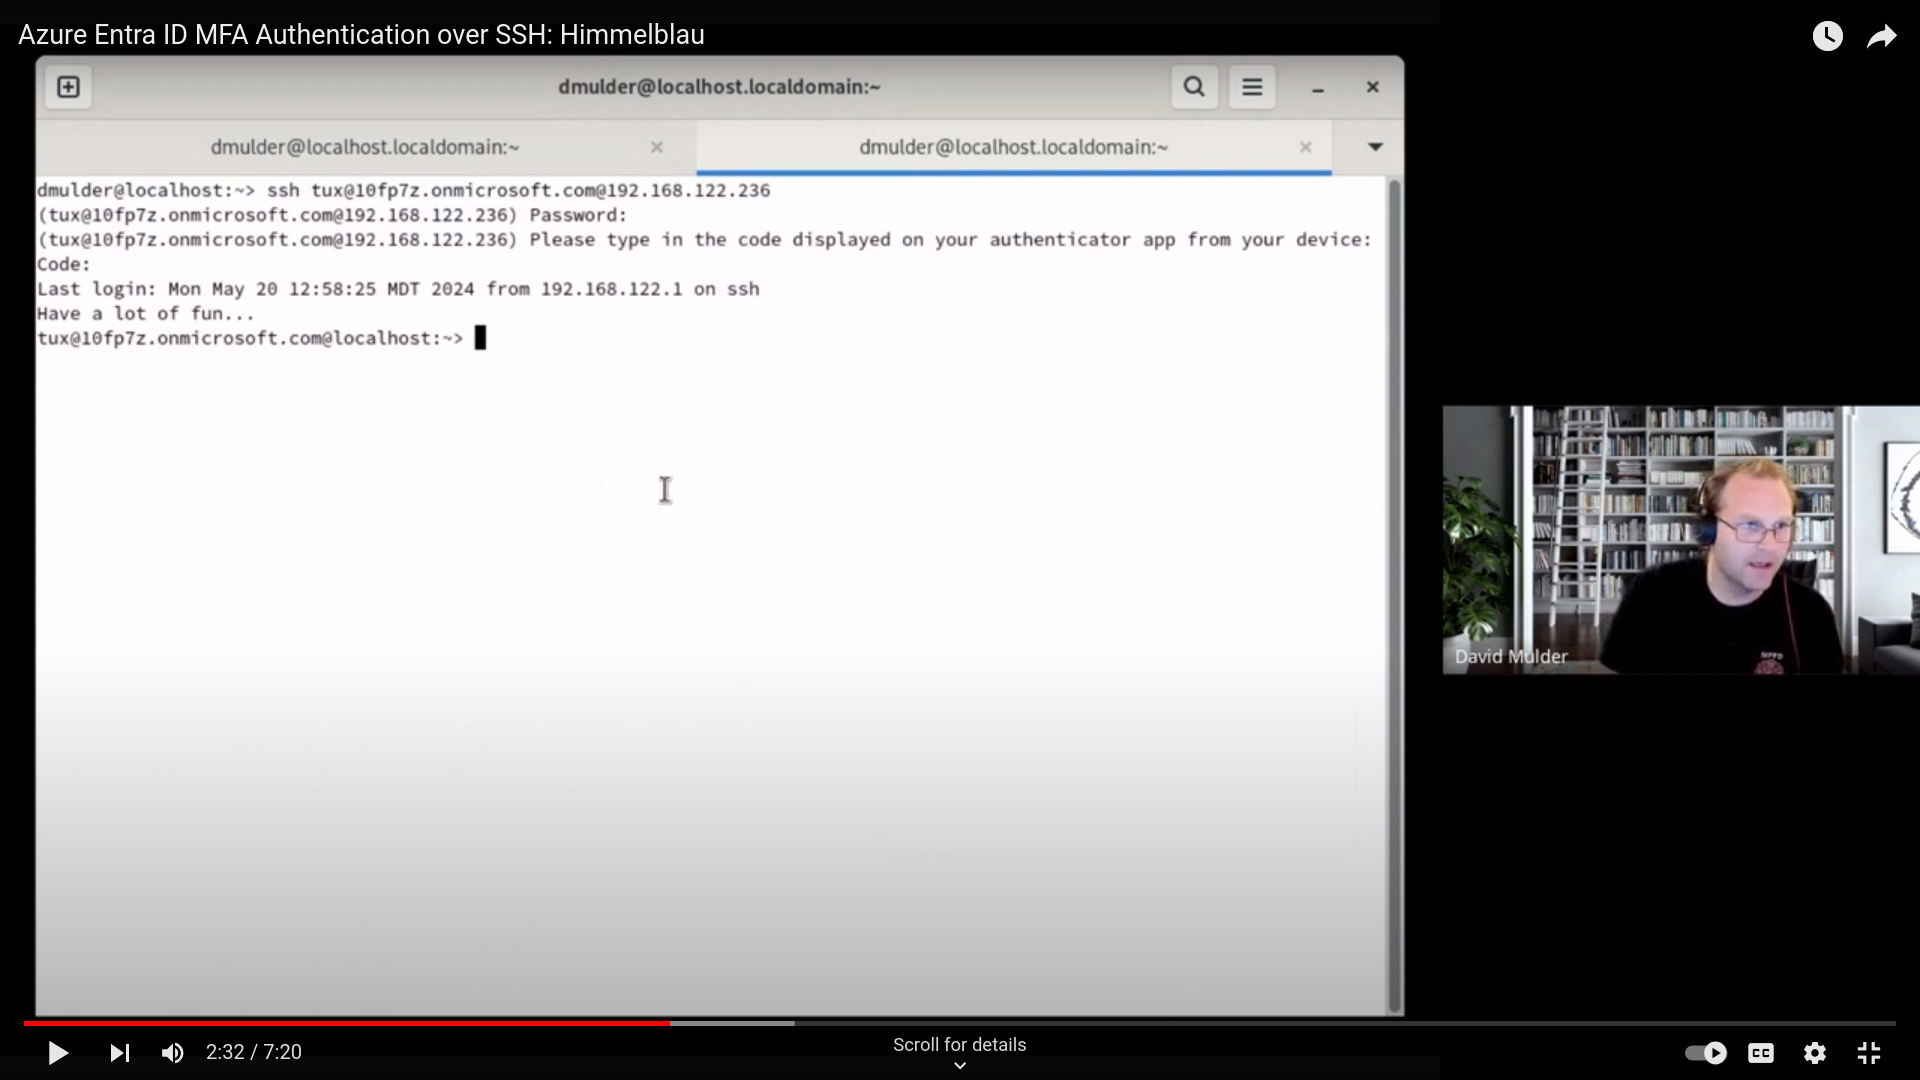 Azure Entra ID MFA Authentication over SSH: Himmelblau
dmulder@localhost.localdomain:~
dmulder@localhost.localdomain:~
dmulder@localhost.localdomain:~
dmulder@localhost:~> ssh tux@10fp7z.onmicrosoft.com@192.168.122.236
(tux@10fp7z.onmicrosoft.com@192.168.122.236) Password:
(tux@10fp7z.onmicrosoft.com@192.168.122.236) Please type in the code displayed on your authenticator app from your device:
Code:
Last login: Mon May 20 12:58:25 MDT 2024 from 192.168.122.1 on ssh
Have a lot of fun...
tux@10fp7z.onmicrosoft.com@localhost:~>
David Mulder
2:32 / 7:20
Scroll for details
CC